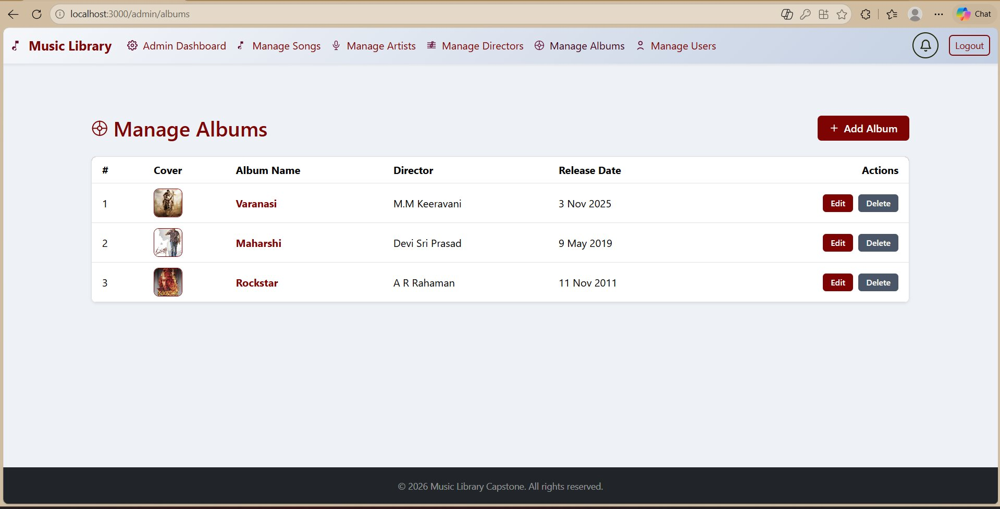 localhost:3000/admin/albums
Chat
Music Library Admin Dashboard Manage Songs Manage Artists Manage Directors Manage Albums Manage Users Logout
Manage Albums
+ Add Album
# Cover Album Name Director Release Date Actions
1 Varanasi M.M Keeravani 3 Nov 2025 Edit Delete
2 Maharshi Devi Sri Prasad 9 May 2019 Edit Delete
3 Rockstar A R Rahaman 11 Nov 2011 Edit Delete
ROCKSTAR
© 2026 Music Library Capstone. All rights reserved.